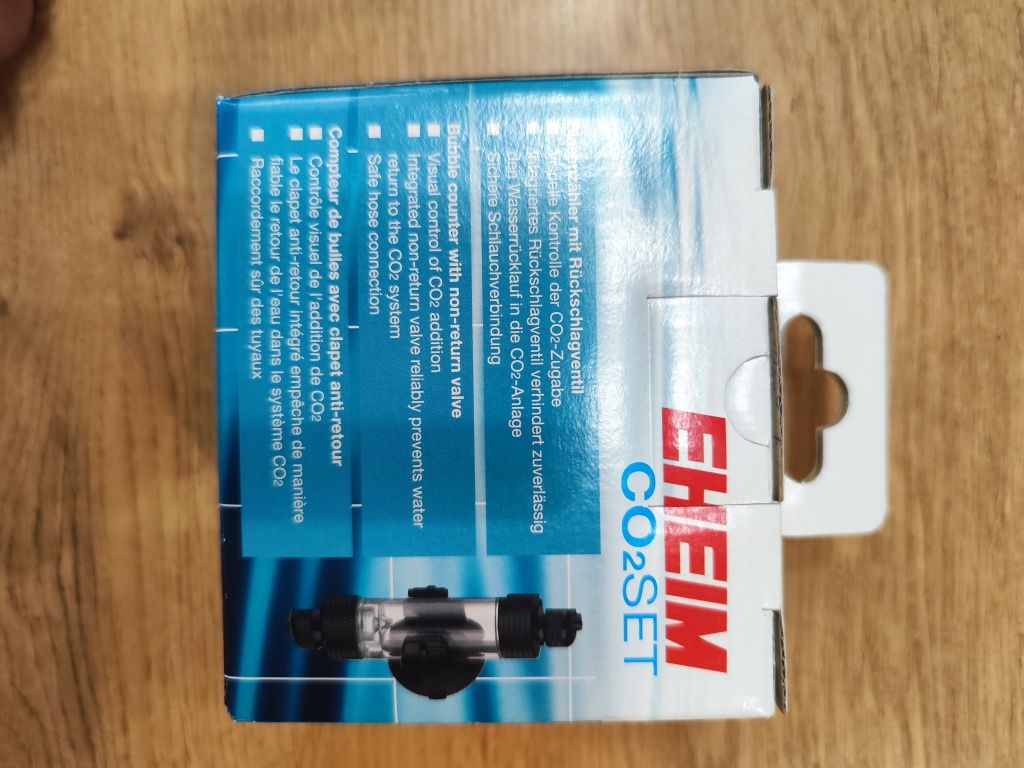 EHEIM
CO2SET
mit Rückschlagventil
Kontrolle der CO2-Zugabe
Integriertes Rückschlagventil verhindert zuverlässig
den Wasserrücklauf in die CO2-Anlage
Sichere Schlauchverbindung
Bubble counter with non-return valve
Visual control of CO2 addition
Integrated non-return valve reliably prevents water
return to the CO2 system
Safe hose connection
Compteur de bulles avec clapet anti-retour
Contrôle visuel de l'addition de CO2
Le clapet anti-retour intégré empêche de manière
fiable le retour de l'eau dans le système CO2
Raccordement sûr des tuyaux